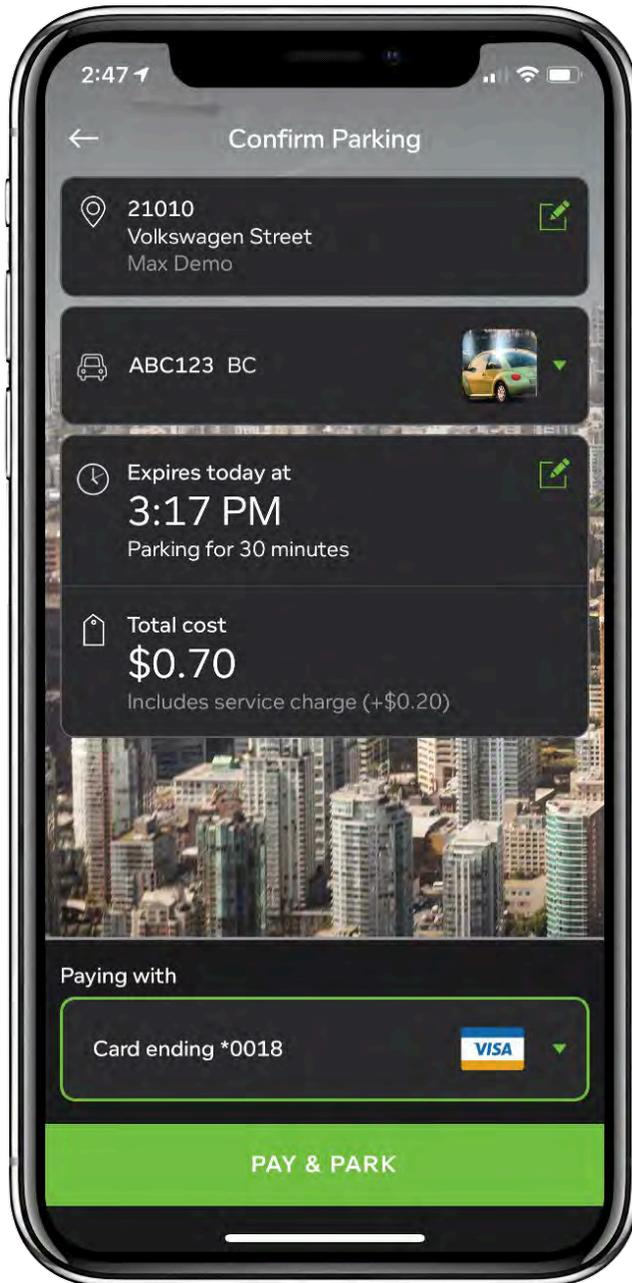 2:47
Confirm Parking
21010
Volkswagen Street
Max Demo
ABC123 BC
Expires today at
3:17 PM
Parking for 30 minutes
Total cost
$0.70
Includes service charge (+$0.20)
Paying with
Card ending *0018
VISA
PAY & PARK